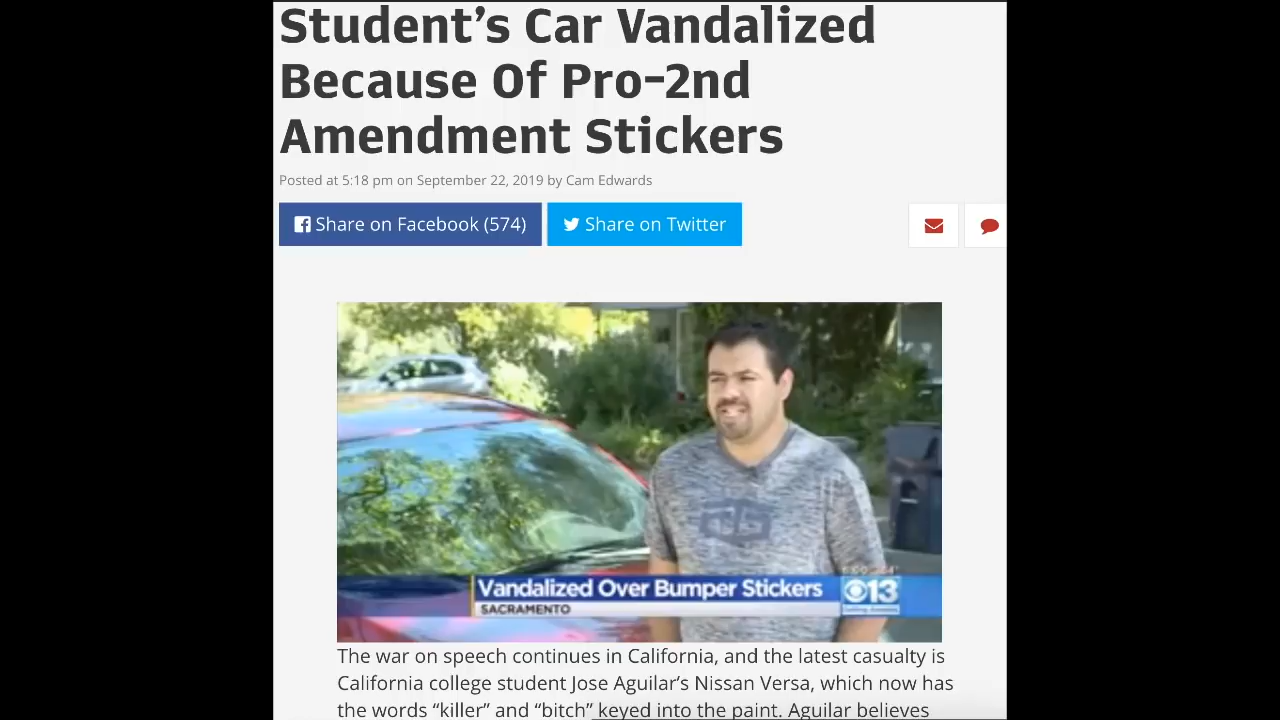 Student’s Car Vandalized
Because Of Pro-2nd
Amendment Stickers
Posted at 5:18 pm on September 22, 2019 by Cam Edwards
Share on Facebook (574)
Share on Twitter
Vandalized Over Bumper Stickers
13
SACRAMENTO
The war on speech continues in California, and the latest casualty is
California college student Jose Aguilar’s Nissan Versa, which now has
the words “killer” and “bitch” keyed into the paint. Aguilar believes